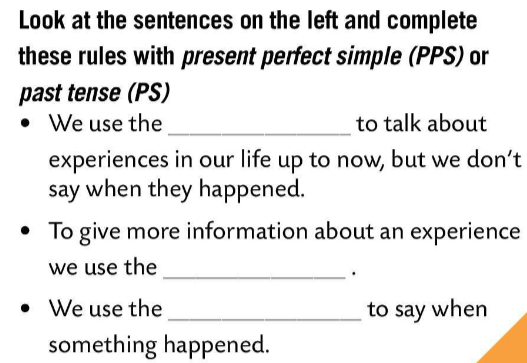 Look at the sentences on the left and complete
these rules with present perfect simple (PPS) or
past tense (PS)
• We use the _______________ to talk about
experiences in our life up to now, but we don't
say when they happened.
• To give more information about an experience
we use the _______________ .
• We use the _______________ to say when
something happened.